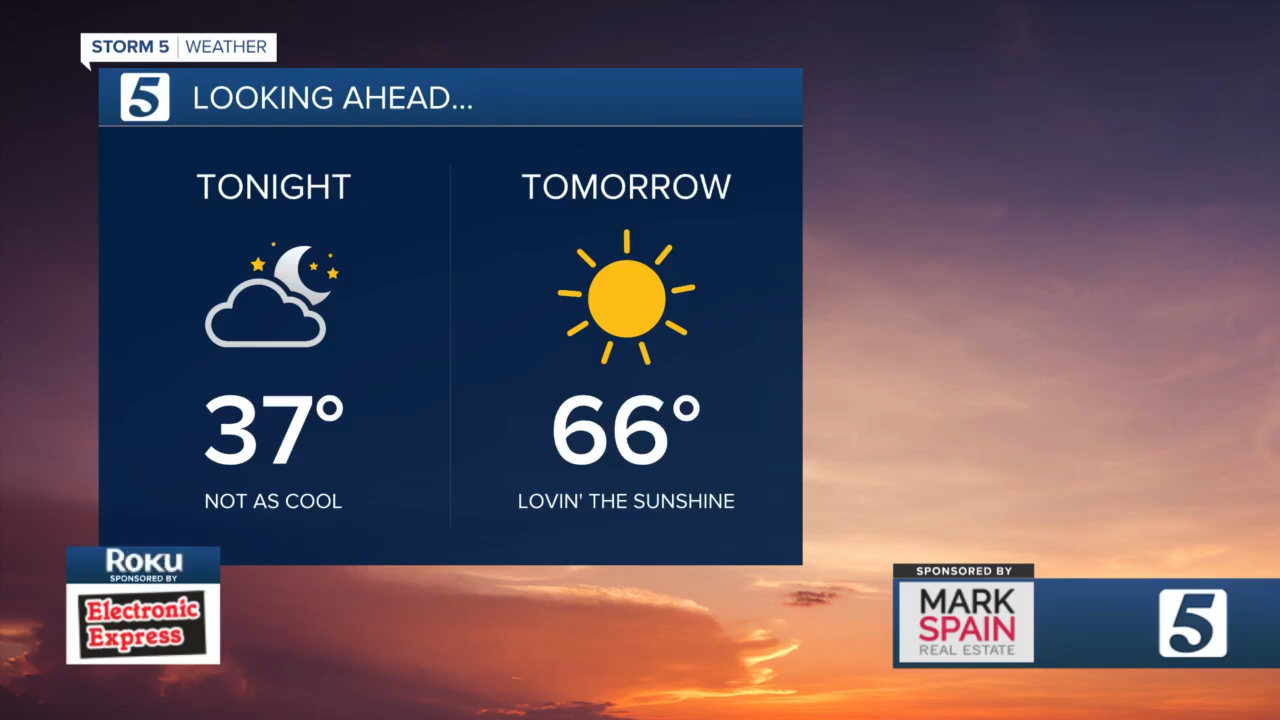 STORM 5 | WEATHER
5 LOOKING AHEAD...
TONIGHT
37°
NOT AS COOL
TOMORROW
66°
LOVIN' THE SUNSHINE
ROKU
SPONSORED BY
Electronic
Express
SPONSORED BY
MARK
SPAIN
REAL ESTATE
5